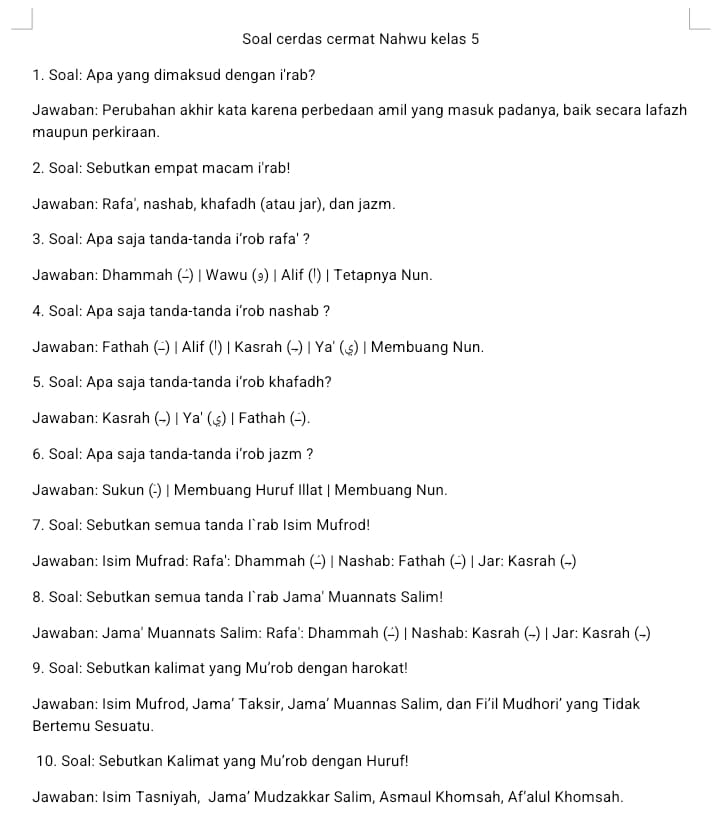 Soal cerdas cermat Nahwu kelas 5
1. Soal: Apa yang dimaksud dengan i'rab?
Jawaban: Perubahan akhir kata karena perbedaan amil yang masuk padanya, baik secara lafazh
maupun perkiraan.
2. Soal: Sebutkan empat macam i'rab!
Jawaban: Rafa', nashab, khafadh (atau jar), dan jazm.
3. Soal: Apa saja tanda-tanda i’rob rafa' ?
Jawaban: Dhammah (ـُ) | Wawu (و) | Alif (ا) | Tetapnya Nun.
4. Soal: Apa saja tanda-tanda i’rob nashab ?
Jawaban: Fathah (ـَ) | Alif (ا) | Kasrah (ـِ) | Ya' (ي) | Membuang Nun.
5. Soal: Apa saja tanda-tanda i’rob khafadh?
Jawaban: Kasrah (ـِ) | Ya' (ي) | Fathah (ـَ).
6. Soal: Apa saja tanda-tanda i’rob jazm ?
Jawaban: Sukun (ـْ) | Membuang Huruf Illat | Membuang Nun.
7. Soal: Sebutkan semua tanda I`rab Isim Mufrod!
Jawaban: Isim Mufrad: Rafa': Dhammah (ـُ) | Nashab: Fathah (ـَ) | Jar: Kasrah (ـِ)
8. Soal: Sebutkan semua tanda I`rab Jama' Muannats Salim!
Jawaban: Jama' Muannats Salim: Rafa': Dhammah (ـُ) | Nashab: Kasrah (ـِ) | Jar: Kasrah (ـِ)
9. Soal: Sebutkan kalimat yang Mu’rob dengan harokat!
Jawaban: Isim Mufrod, Jama’ Taksir, Jama’ Muannas Salim, dan Fi’il Mudhori’ yang Tidak
Bertemu Sesuatu.
10. Soal: Sebutkan Kalimat yang Mu’rob dengan Huruf!
Jawaban: Isim Tasniyah, Jama’ Mudzakkar Salim, Asmaul Khomsah, Af’alul Khomsah.